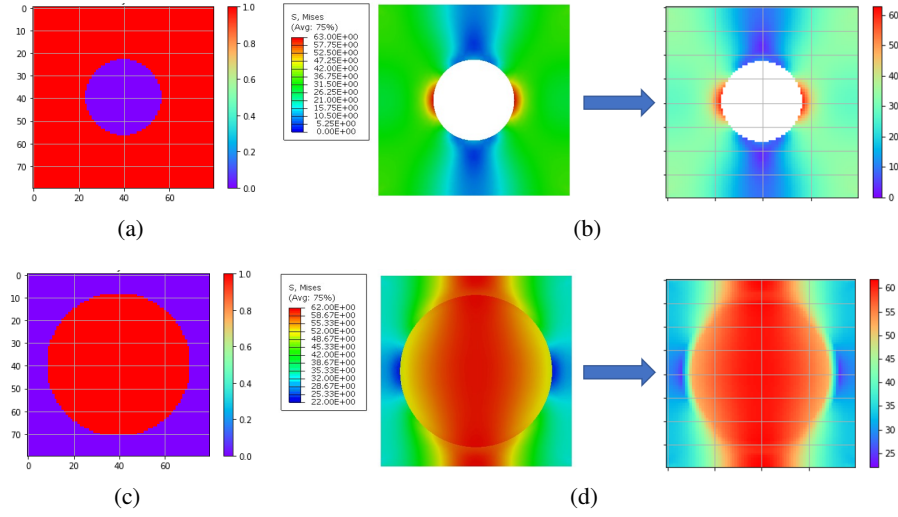 0
10
20
30
40
50
60
70
0
20
40
60
1.0
0.8
0.6
0.4
0.2
0.0
(a)
S, Mises
(Avg: 75%)
63.00E+00
57.75E+00
52.50E+00
47.25E+00
42.00E+00
36.75E+00
31.50E+00
26.25E+00
21.00E+00
15.75E+00
10.50E+00
5.25E+00
0.00E+00
60
50
40
30
20
10
0
(b)
0
10
20
30
40
50
60
70
0
20
40
60
1.0
0.8
0.6
0.4
0.2
0.0
(c)
S, Mises
(Avg: 75%)
62.00E+00
58.67E+00
55.33E+00
52.00E+00
48.67E+00
45.33E+00
42.00E+00
38.67E+00
35.33E+00
32.00E+00
28.67E+00
25.33E+00
22.00E+00
60
55
50
45
40
35
30
25
(d)